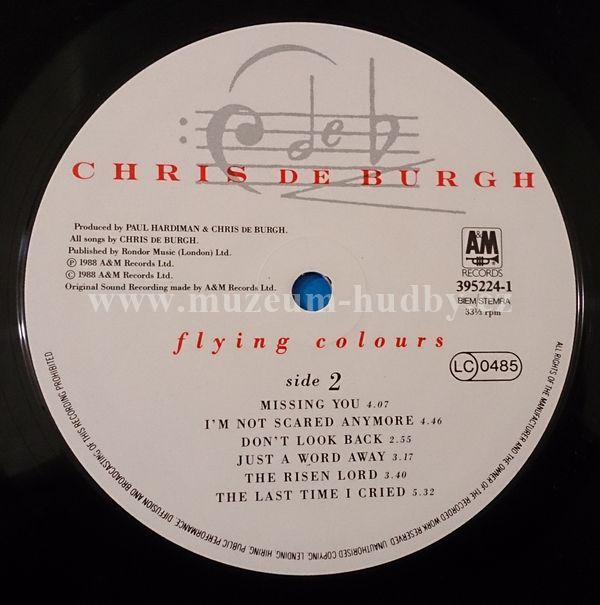 C de b
CHRIS DE BURGH
Produced by PAUL HARDIMAN & CHRIS DE BURGH.
All songs by CHRIS DE BURGH.
Published by Rondor Music (London) Ltd.
Ⓟ 1988 A&M Records Ltd.
© 1988 A&M Records Ltd.
Original Sound Recording made by A&M Records Ltd.
A&M
RECORDS
395224-1
BIEM STEMRA
33⅓ rpm
www.muzeum-hudby.cz
flying colours
LC 0485
side 2
MISSING YOU 4.07
I'M NOT SCARED ANYMORE 4.46
DON'T LOOK BACK 2.55
JUST A WORD AWAY 3.17
THE RISEN LORD 3.40
THE LAST TIME I CRIED 5.32
ALL RIGHTS OF THE MANUFACTURER AND THE OWNER OF THE RECORDED WORK RESERVED. UNAUTHORISED COPYING, LENDING, HIRING, PUBLIC PERFORMANCE, DIFFUSION AND BROADCASTING OF THIS RECORDING PROHIBITED